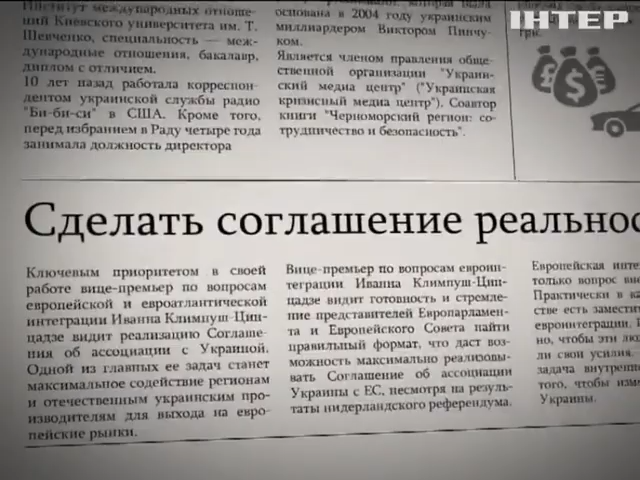 Институт международных отноше-
ний Киевского университета им. Т.
Шевченко, специальность — меж-
дународные отношения, бакалавр,
диплом с отличием.
10 лет назад работала корреспон-
дентом украинской службы радио
"Би-би-си" в США. Кроме того,
перед избранием в Раду четыре года
занимала должность директора
основана в 2004 году украинским
миллиардером Виктором Пинчу-
ком.
Является членом правления обще-
ственной организации "Украин-
ский медиа центр" ("Украинская
кризисный медиа центр"). Соавтор
книги "Черноморский регион: со-
трудничество и безопасность".
ІНТЕР
грн.
Сделать соглашение реальнос
Ключевым приоритетом в своей
работе вице-премьер по вопросам
европейской и евроатлантической
интеграции Иванна Климпуш-Цин-
цадзе видит реализацию Соглаше-
ния об ассоциации с Украиной.
Одной из главных ее задач станет
максимальное содействие регионам
и отечественным украинским про-
изводителям для выхода на евро-
пейские рынки.
Вице-премьер по вопросам евроин-
теграции Иванна Климпуш-Цин-
цадзе видит готовность и стремле-
ние представителей Европарламен-
та и Европейского Совета найти
правильный формат, что даст воз-
можность максимально реализовы-
вать Соглашение об ассоциации
Украины с ЕС, несмотря на резуль-
таты нидерландского референдума.
Европейская инте
только вопрос вне
Практически в ка
стве есть заместит
евроинтеграции.
но, чтобы эти лю
ли свои усилия.
задача внутренне
того, чтобы изм
Украины.